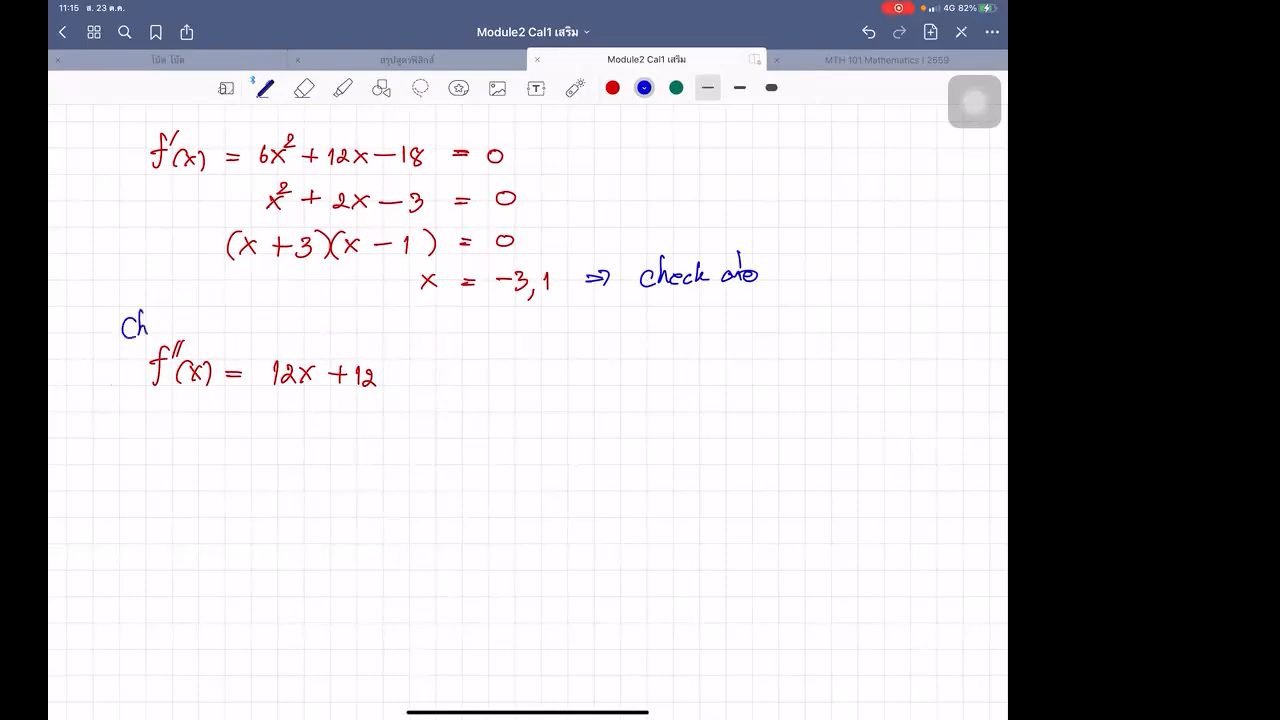 11:15 ส. 23 ต.ค.
4G 82%
Module2 Cal1 เสริม
โน้ต โน้ต
สรุปสูตรฟิสิกส์
Module2 Cal1 เสริม
MTH 101 Mathematics I 2559
f'(x) = 6x² + 12x − 18 = 0
x² + 2x − 3 = 0
(x + 3)(x − 1) = 0
x = −3, 1 ⇒ check
Ch
f''(x) = 12x + 12